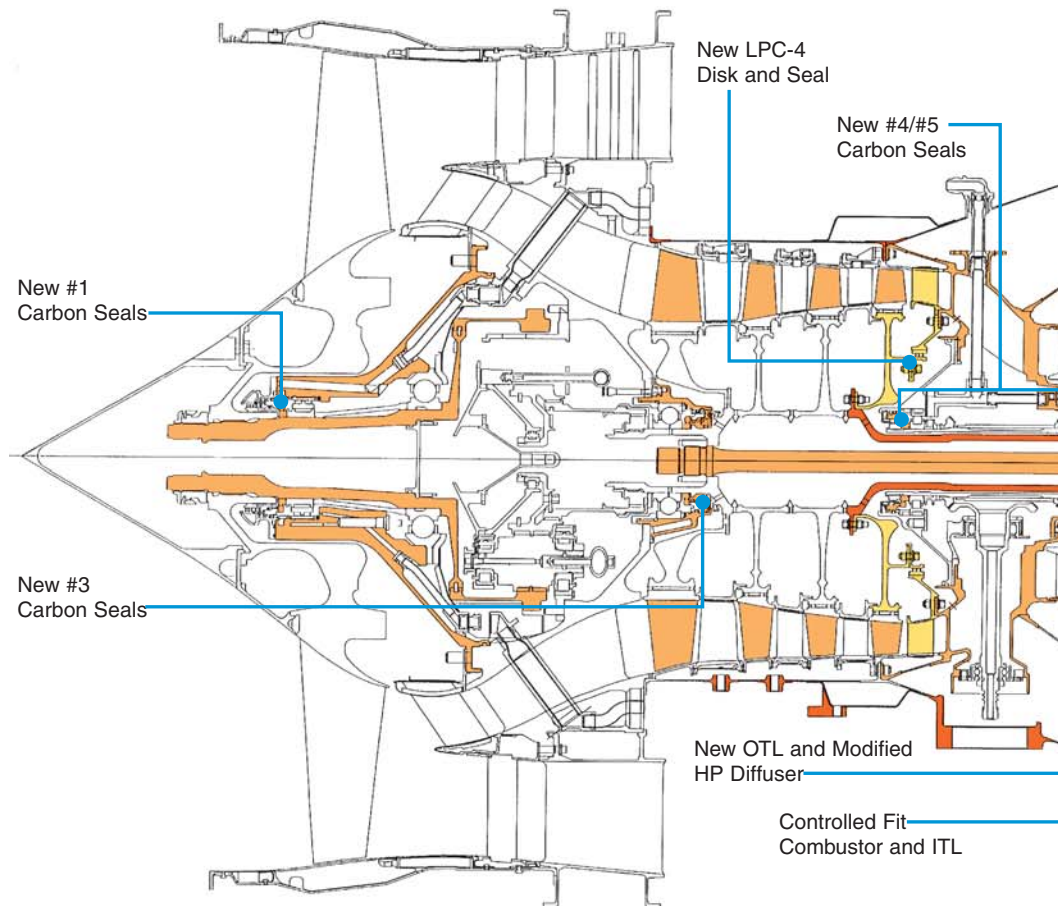 New LPC-4
Disk and Seal
New #4/#5
Carbon Seals
New #1
Carbon Seals
New #3
Carbon Seals
New OTL and Modified
HP Diffuser
Controlled Fit
Combustor and ITL